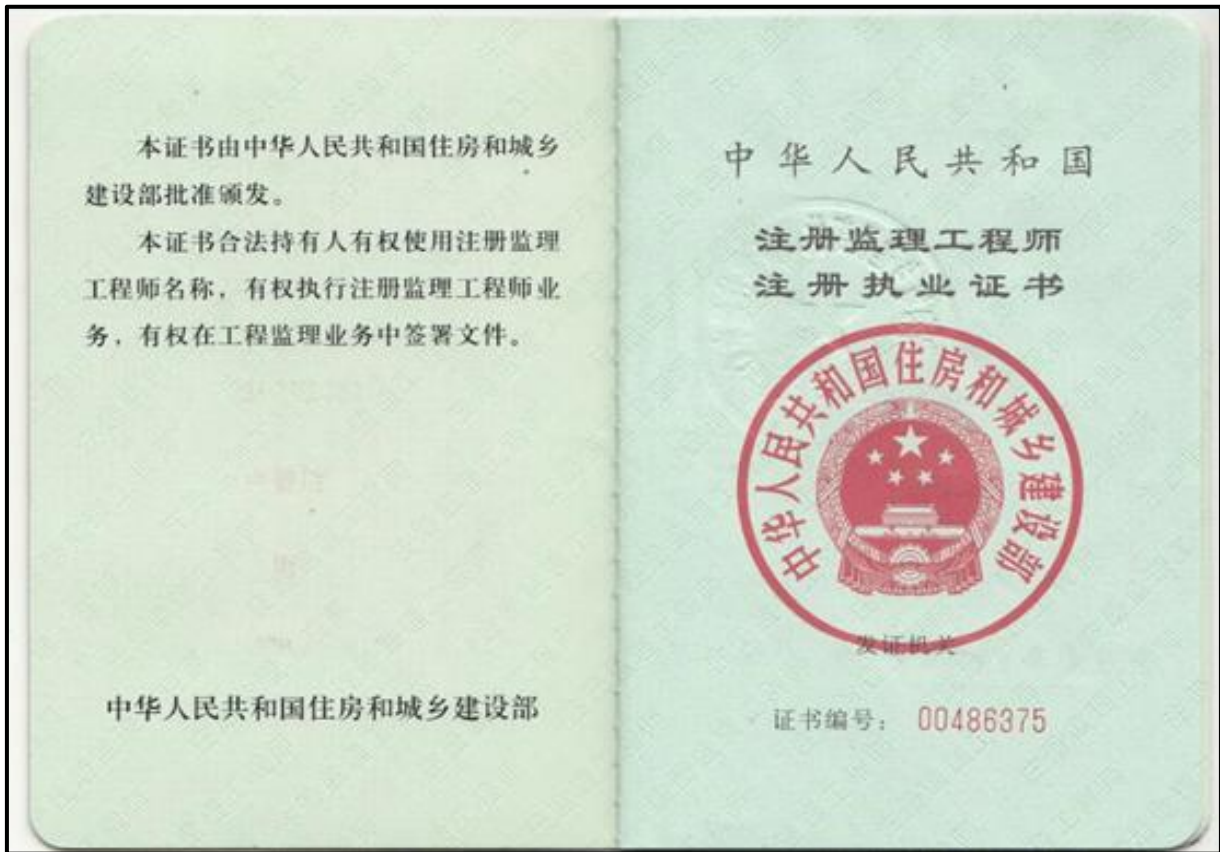 本证书由中华人民共和国住房和城乡
建设部批准颁发。
本证书合法持有人有权使用注册监理
工程师名称，有权执行注册监理工程师业
务，有权在工程监理业务中签署文件。
中华人民共和国住房和城乡建设部
中华人民共和国
注册监理工程师
注册执业证书
中华人民共和国住房和城乡建设部
发证机关
证书编号：00486375